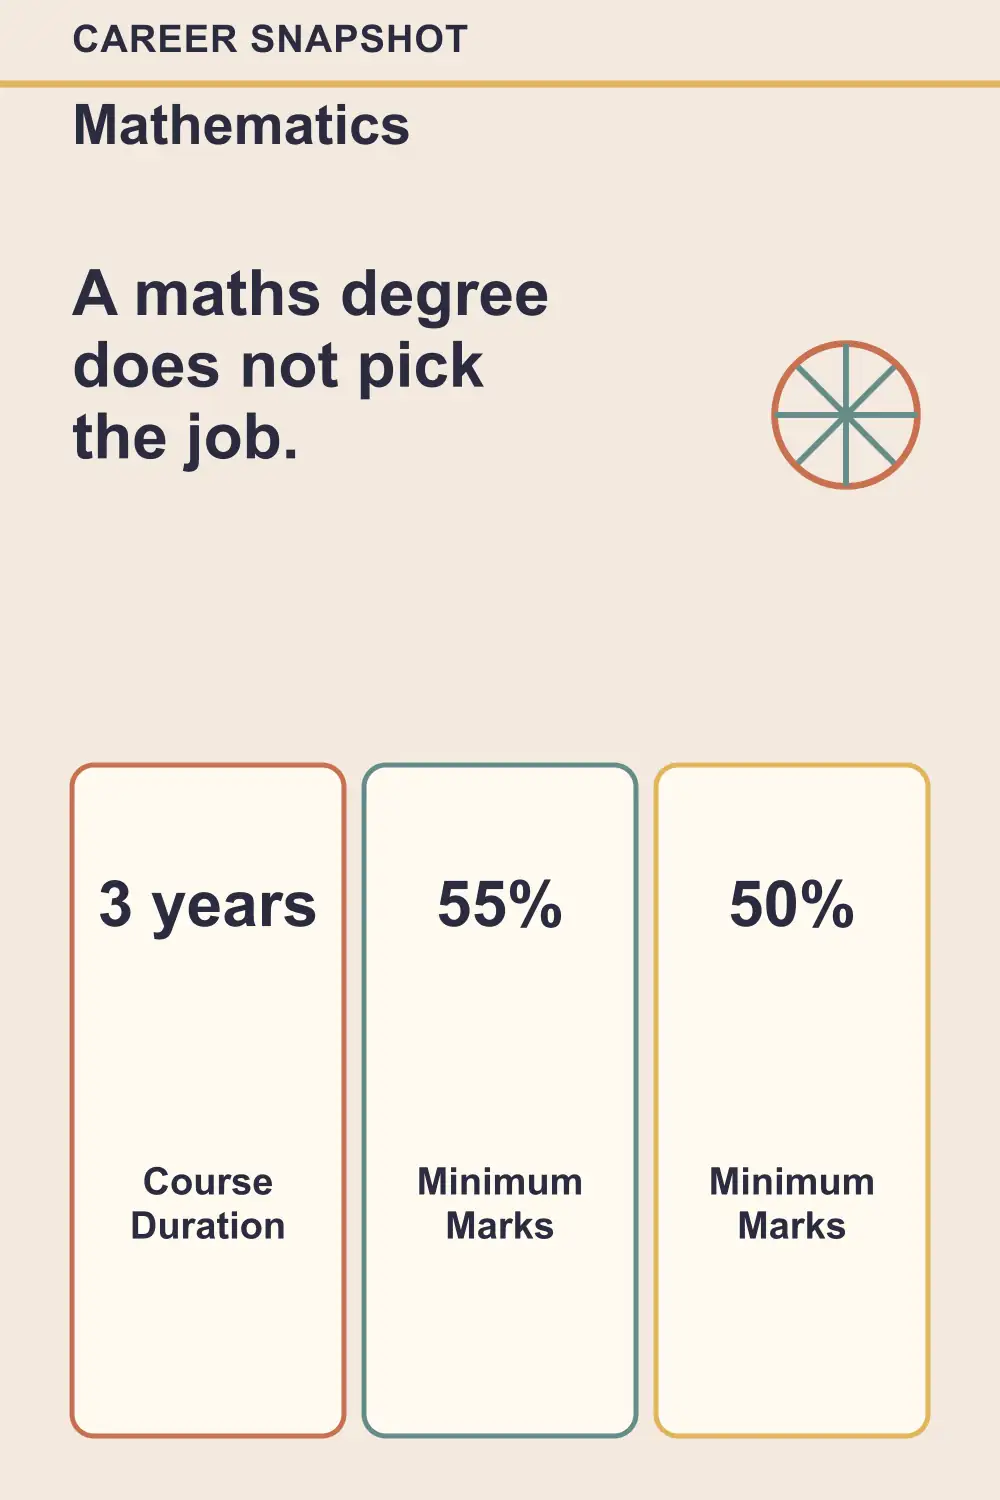 CAREER SNAPSHOT
Mathematics
A maths degree
does not pick
the job.
3 years
Course
Duration
55%
Minimum
Marks
50%
Minimum
Marks